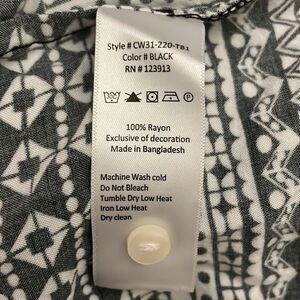 Style # CW31-220-TB1
Color # BLACK
RN # 123913
100% Rayon
Exclusive of decoration
Made in Bangladesh
Machine Wash cold
Do Not Bleach
Tumble Dry Low Heat
Iron Low Heat
Dry clean